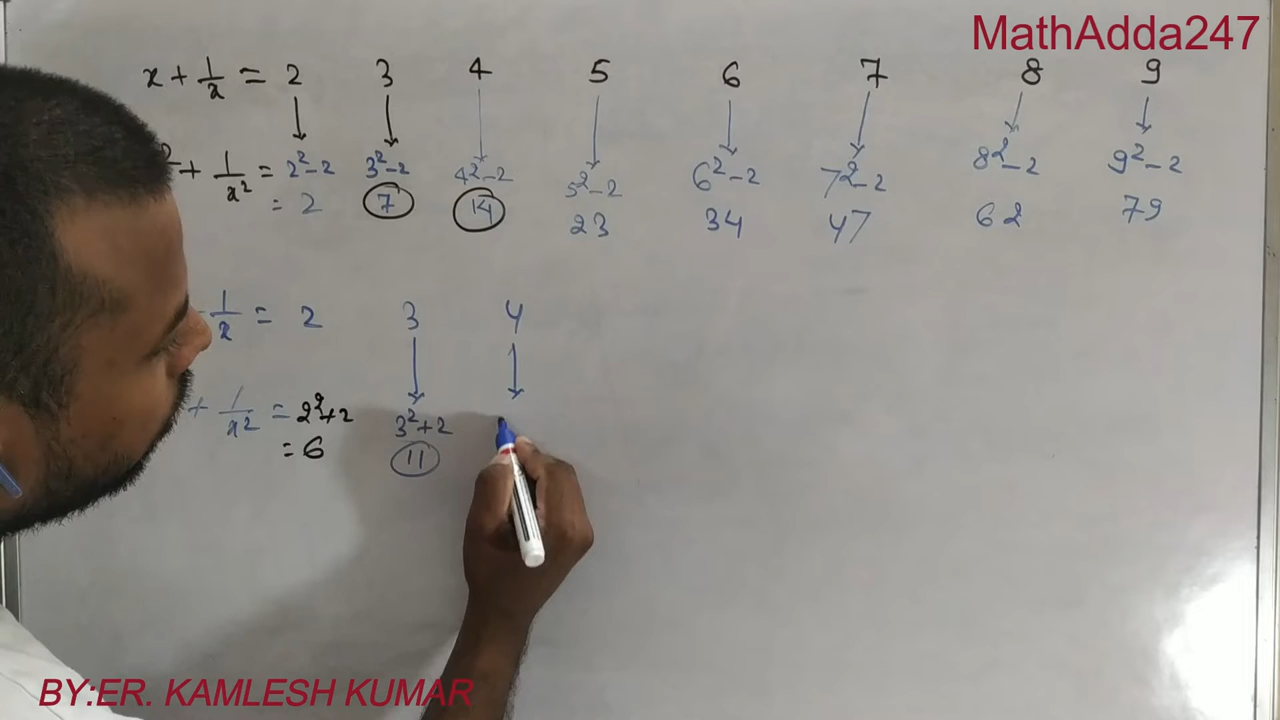 MathAdda247
x + 1/x = 2 3 4 5 6 7 8 9
2 + 1/x² = 2²-2 3²-2 4²-2 5²-2 6²-2 7²-2 8²-2 9²-2
= 2 7 14 23 34 47 62 79
- 1/x = 2 3 4
+ 1/x² = 2²+2 3²+2
= 6 11
BY:ER. KAMLESH KUMAR